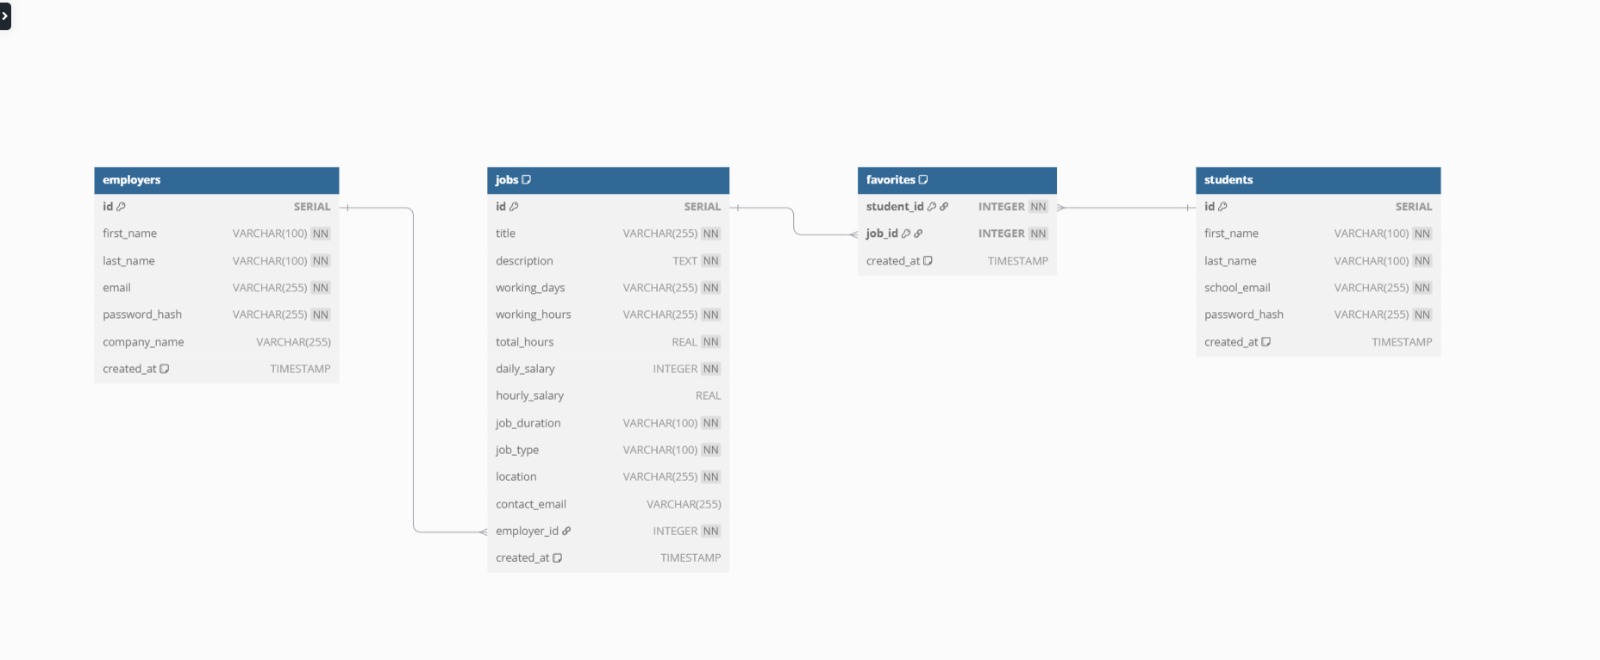 employers
id SERIAL
first_name VARCHAR(100) NN
last_name VARCHAR(100) NN
email VARCHAR(255) NN
password_hash VARCHAR(255) NN
company_name VARCHAR(255)
created_at TIMESTAMP
jobs
id SERIAL
title VARCHAR(255) NN
description TEXT NN
working_days VARCHAR(255) NN
working_hours VARCHAR(255) NN
total_hours REAL NN
daily_salary INTEGER NN
hourly_salary REAL
job_duration VARCHAR(100) NN
job_type VARCHAR(100) NN
location VARCHAR(255) NN
contact_email VARCHAR(255)
employer_id INTEGER NN
created_at TIMESTAMP
favorites
student_id INTEGER NN
job_id INTEGER NN
created_at TIMESTAMP
students
id SERIAL
first_name VARCHAR(100) NN
last_name VARCHAR(100) NN
school_email VARCHAR(255) NN
password_hash VARCHAR(255) NN
created_at TIMESTAMP